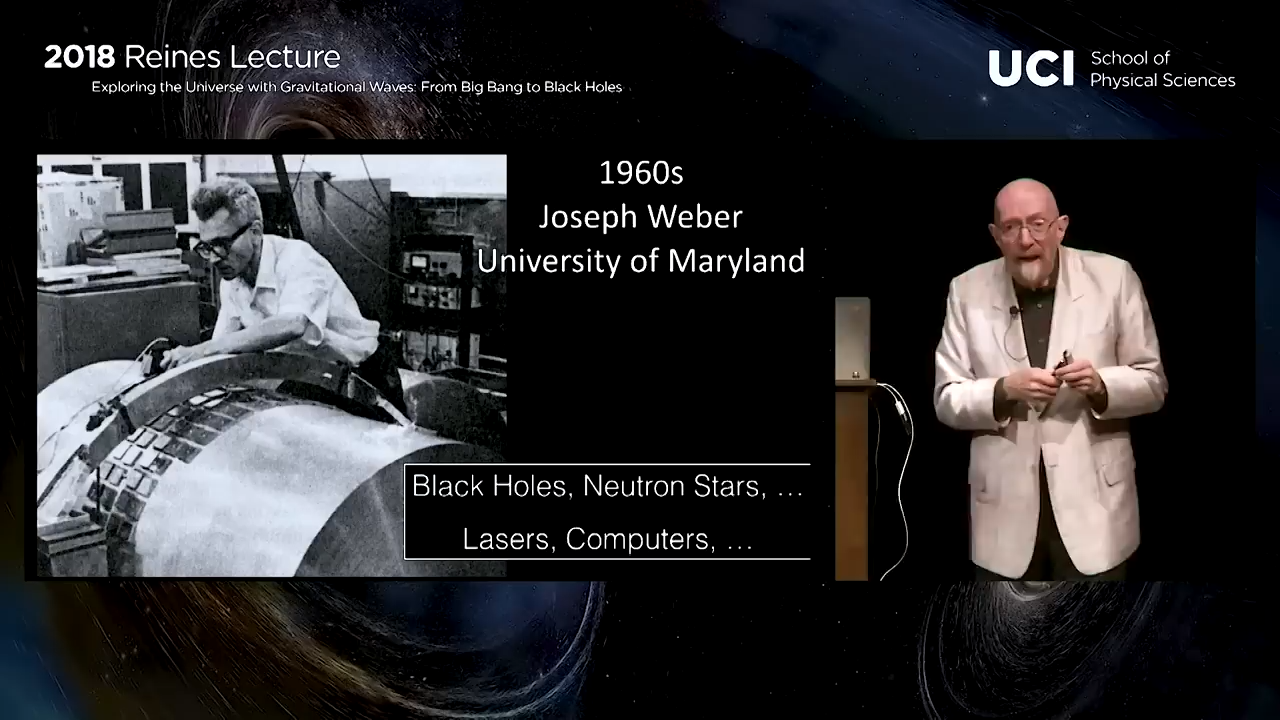 2018 Reines Lecture
Exploring the Universe with Gravitational Waves: From Big Bang to Black Holes
UCI School of
Physical Sciences
1960s
Joseph Weber
University of Maryland
Black Holes, Neutron Stars, ...
Lasers, Computers, ...